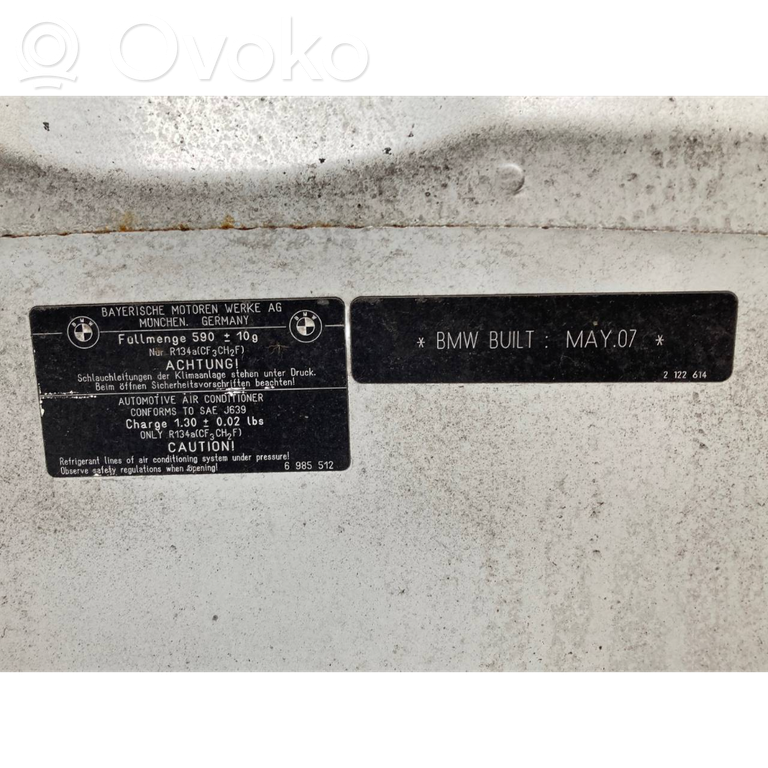 Ovoko
BAYERISCHE MOTOREN WERKE AG
MÜNCHEN, GERMANY
Füllmenge 590 ± 10g
Nur R134a(CF3CH2F)
ACHTUNG!
Schlauchleitungen der Klimaanlage stehen unter Druck.
Beim öffnen Sicherheitsvorschriften beachten!
AUTOMOTIVE AIR CONDITIONER
CONFORMS TO SAE J639
Charge 1.30 ± 0.02 lbs
ONLY R134a(CF3CH2F)
CAUTION!
Refrigerant lines of air conditioning system under pressure!
Observe safety regulations when opening!
6 985 512
* BMW BUILT : MAY.07 *
2 122 614
BMW
BMW